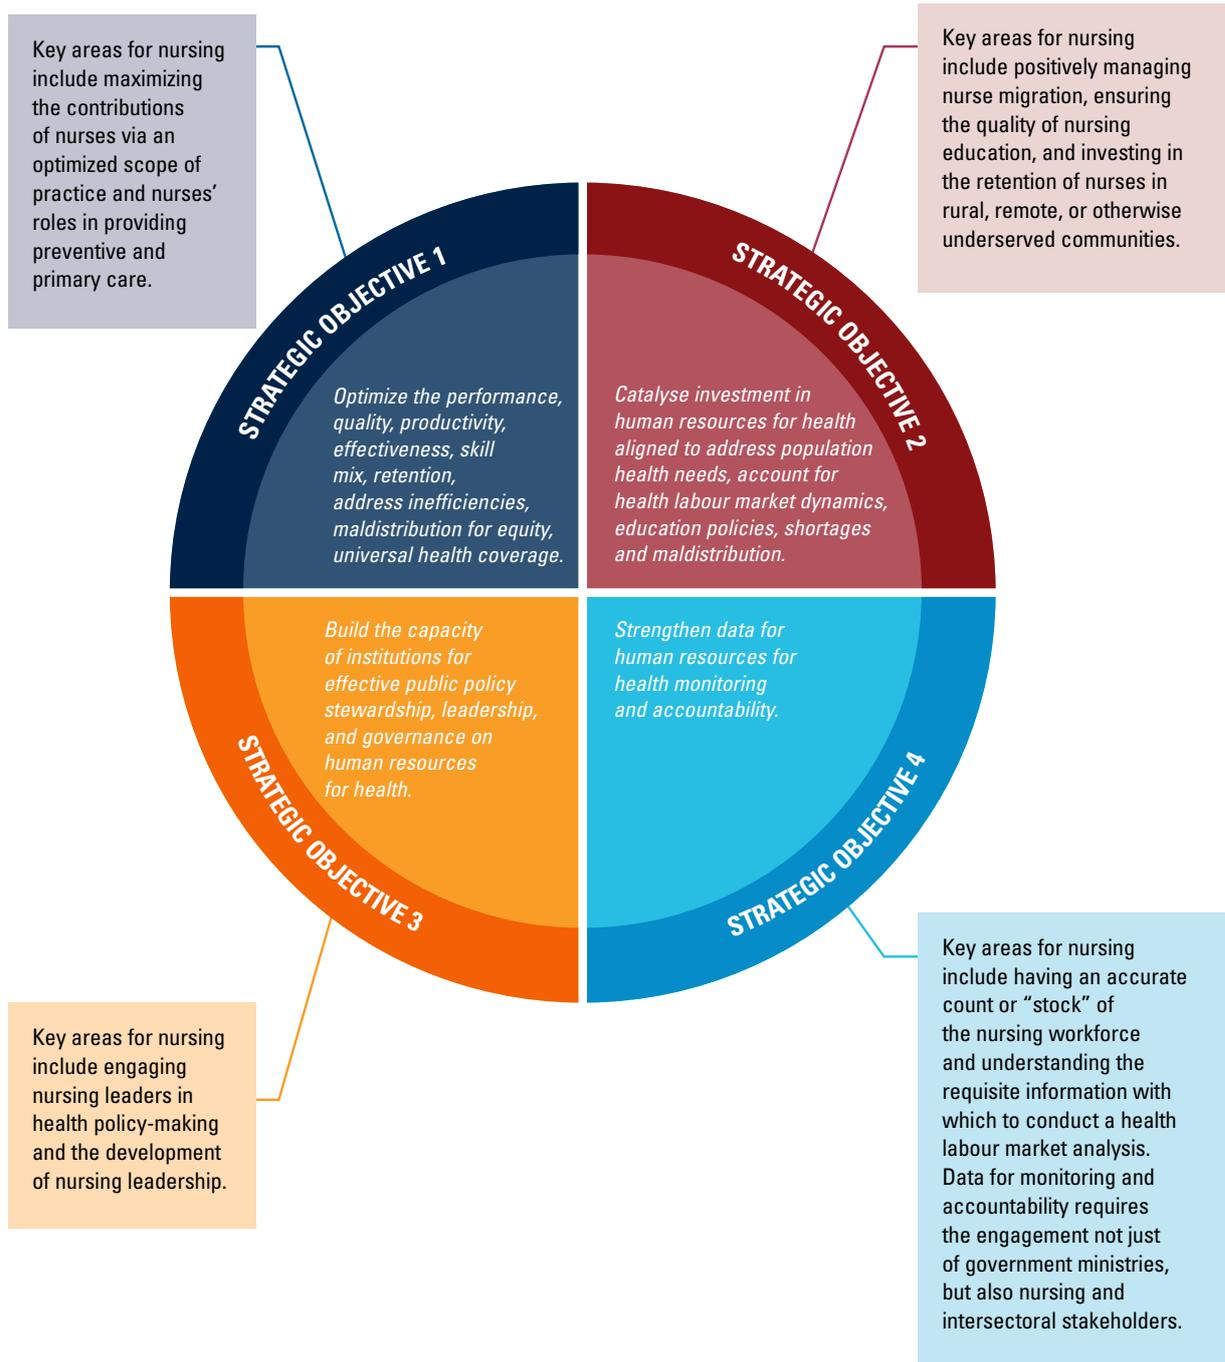 Key areas for nursing
include maximizing
the contributions
of nurses via an
optimized scope of
practice and nurses’
roles in providing
preventive and
primary care.
Key areas for nursing
include positively managing
nurse migration, ensuring
the quality of nursing
education, and investing in
the retention of nurses in
rural, remote, or otherwise
underserved communities.
STRATEGIC OBJECTIVE 1
Optimize the performance,
quality, productivity,
effectiveness, skill
mix, retention,
address inefficiencies,
maldistribution for equity,
universal health coverage.
STRATEGIC OBJECTIVE 2
Catalyse investment in
human resources for health
aligned to address population
health needs, account for
health labour market dynamics,
education policies, shortages
and maldistribution.
Build the capacity
of institutions for
effective public policy
stewardship, leadership,
and governance on
human resources
for health.
STRATEGIC OBJECTIVE 3
Strengthen data for
human resources for
health monitoring
and accountability.
STRATEGIC OBJECTIVE 4
Key areas for nursing
include engaging
nursing leaders in
health policy-making
and the development
of nursing leadership.
Key areas for nursing
include having an accurate
count or “stock” of
the nursing workforce
and understanding the
requisite information with
which to conduct a health
labour market analysis.
Data for monitoring and
accountability requires
the engagement not just
of government ministries,
but also nursing and
intersectoral stakeholders.